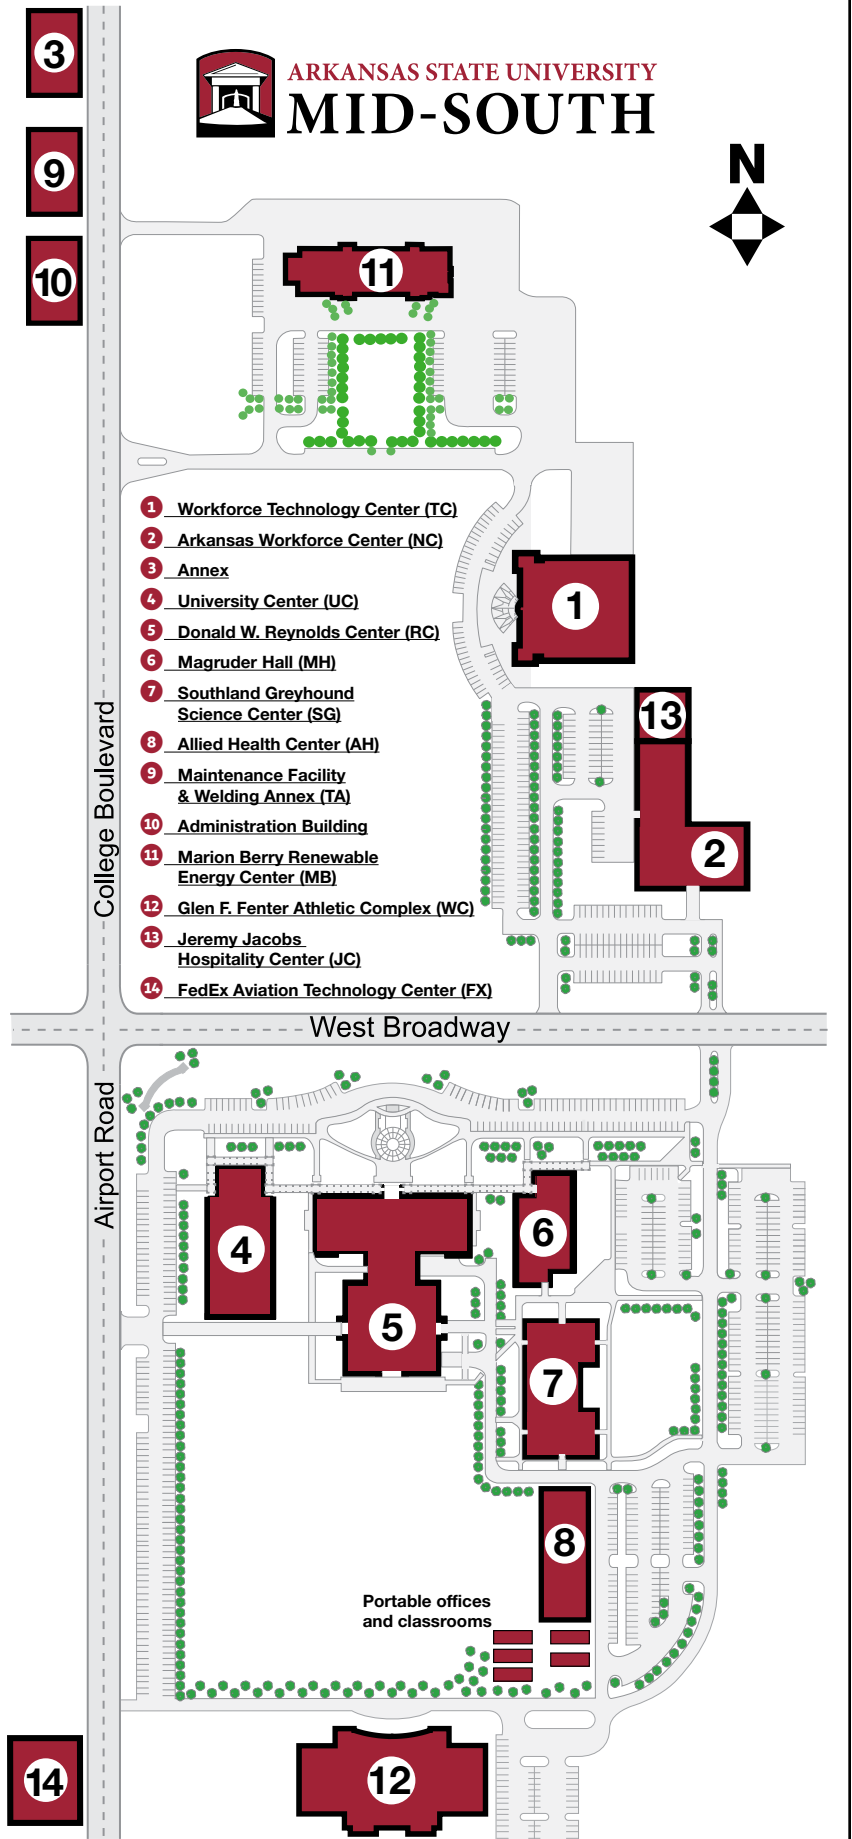 3
ARKANSAS STATE UNIVERSITY
MID-SOUTH
N
9
10
11
1 Workforce Technology Center (TC)
2 Arkansas Workforce Center (NC)
3 Annex
4 University Center (UC)
5 Donald W. Reynolds Center (RC)
6 Magruder Hall (MH)
7 Southland Greyhound
Science Center (SG)
8 Allied Health Center (AH)
9 Maintenance Facility
& Welding Annex (TA)
10 Administration Building
11 Marion Berry Renewable
Energy Center (MB)
12 Glen F. Fenter Athletic Complex (WC)
13 Jeremy Jacobs
Hospitality Center (JC)
14 FedEx Aviation Technology Center (FX)
1
13
2
College Boulevard
West Broadway
Airport Road
4
6
5
7
8
Portable offices
and classrooms
14
12